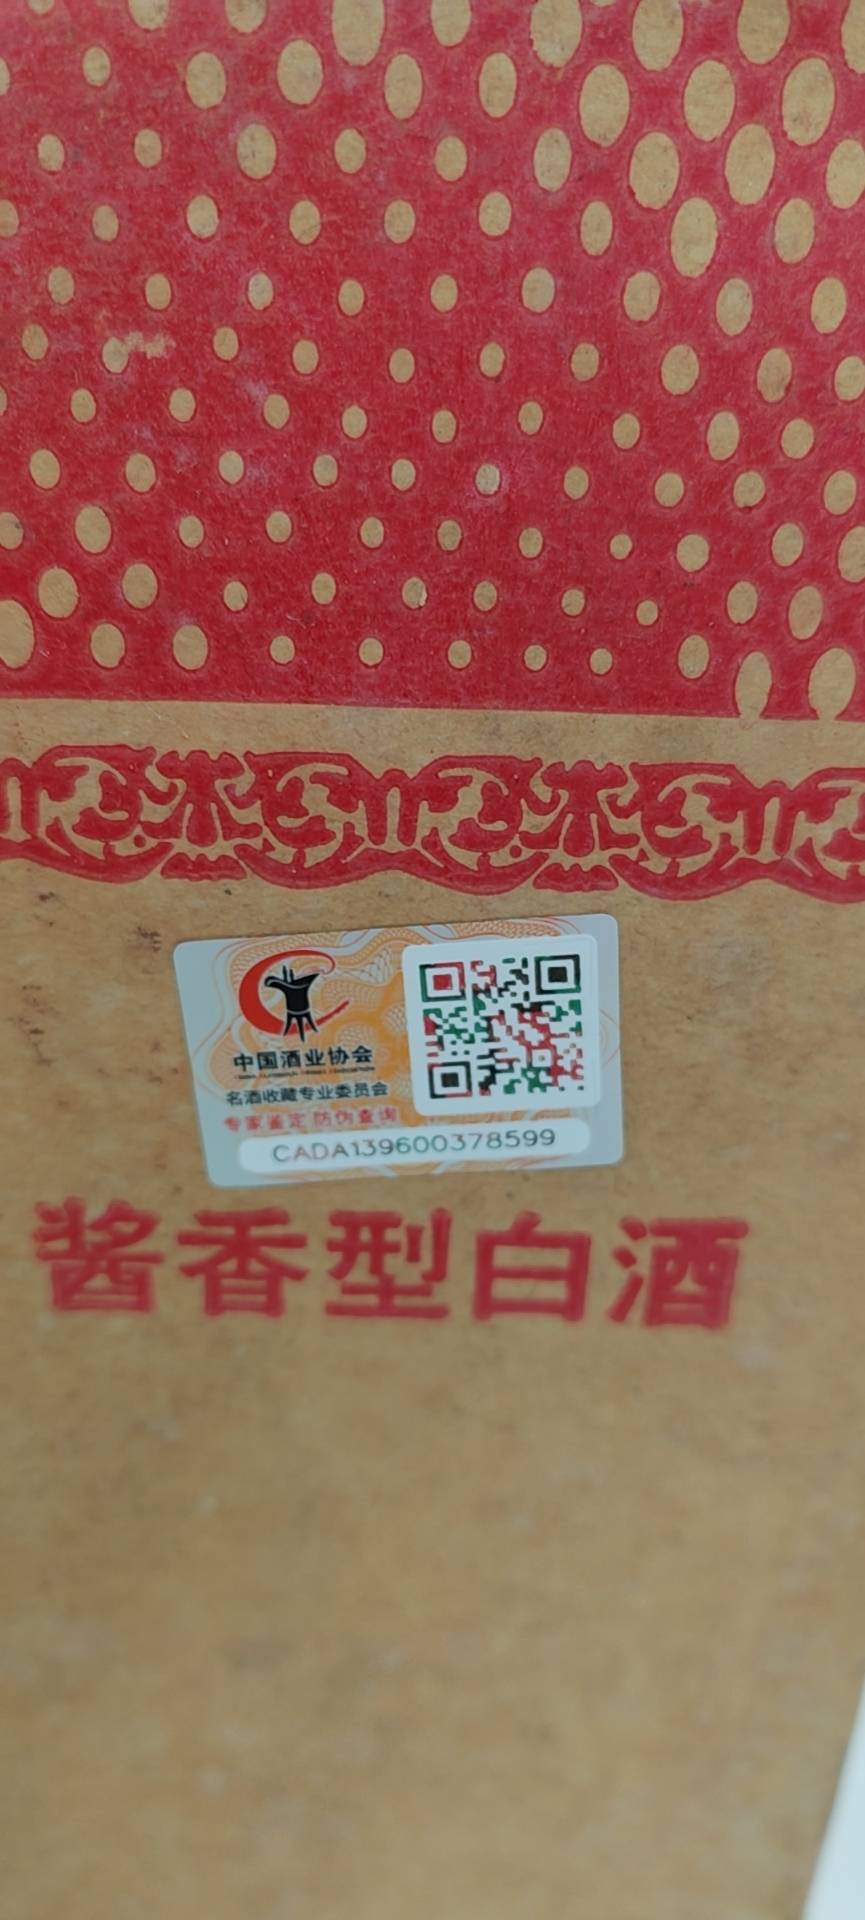 中国酒业协会
名酒收藏专业委员会
专家鉴定 防伪查询
CADA139600378599
酱香型白酒